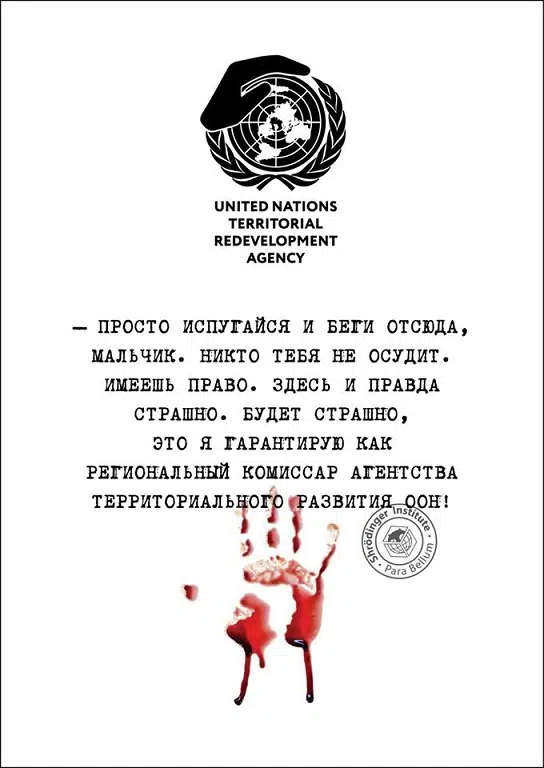 UNITED NATIONS
TERRITORIAL
REDEVELOPMENT
AGENCY
— ПРОСТО ИСПУГАЙСЯ И БЕГИ ОТСЮДА,
МАЛЬЧИК. НИКТО ТЕБЯ НЕ ОСУДИТ.
ИМЕЕШЬ ПРАВО. ЗДЕСЬ И ПРАВДА
СТРАШНО. БУДЕТ СТРАШНО,
ЭТО Я ГАРАНТИРУЮ КАК
РЕГИОНАЛЬНЫЙ КОМИССАР АГЕНТСТВА
ТЕРРИТОРИАЛЬНОГО РАЗВИТИЯ ООН!
Shrödinger Institute
Para Bellum